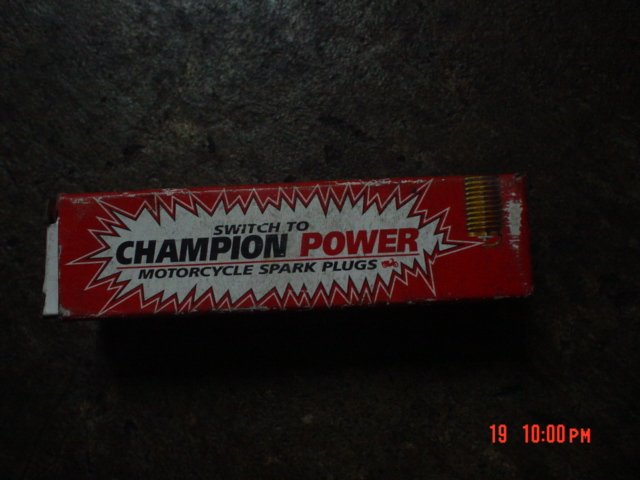 SWITCH TO
CHAMPION POWER
MOTORCYCLE SPARK PLUGS
19 10:00PM